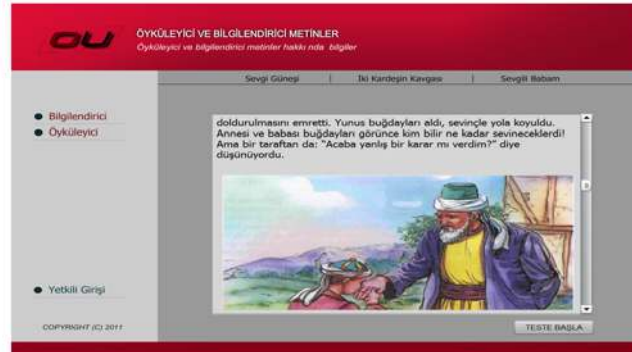 OU
ÖYKÜLEYİCİ VE BİLGİLENDİRİCİ METİNLER
Öyküleyici ve bilgilendirici metinler hakkı nda bilgiler
Sevgi Güneşi | İki Kardeşin Kavgası | Sevgili Babam
Bilgilendirici
Öyküleyici
doldurulmasını emretti. Yunus buğdayları aldı, sevinçle yola koyuldu.
Annesi ve babası buğdayları görünce kim bilir ne kadar sevineceklerdi!
Ama bir taraftan da: "Acaba yanlış bir karar mı verdim?" diye
düşünüyordu.
Yetkili Girişi
COPYRIGHT (C) 2011
TESTE BAŞLA